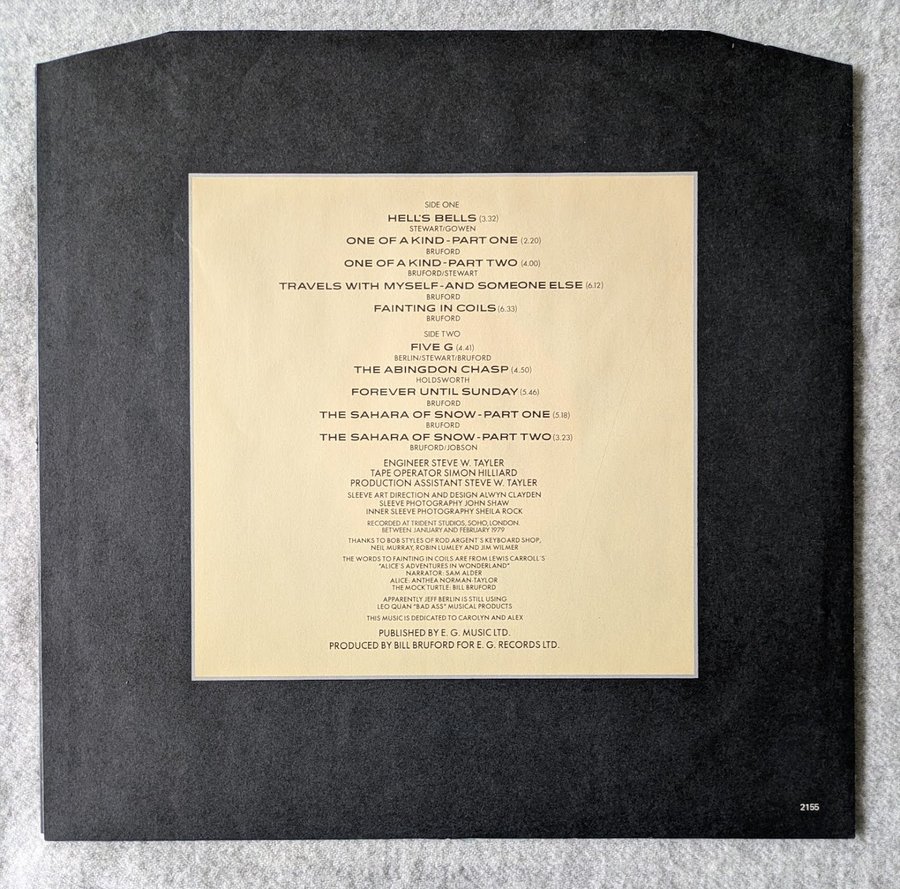 SIDE ONE
HELL'S BELLS (3.32)
STEWART/GOWEN
ONE OF A KIND-PART ONE (2.20)
BRUFORD
ONE OF A KIND-PART TWO (4.00)
BRUFORD/STEWART
TRAVELS WITH MYSELF-AND SOMEONE ELSE (6.12)
BRUFORD
FAINTING IN COILS (6.33)
BRUFORD
SIDE TWO
FIVE G (4.41)
BERLIN/STEWART/BRUFORD
THE ABINGDON CHASP (4.50)
HOLDSWORTH
FOREVER UNTIL SUNDAY (5.46)
BRUFORD
THE SAHARA OF SNOW-PART ONE (5.18)
BRUFORD
THE SAHARA OF SNOW-PART TWO (3.23)
BRUFORD/JOBSON
ENGINEER STEVE W. TAYLER
TAPE OPERATOR SIMON HILLIARD
PRODUCTION ASSISTANT STEVE W. TAYLER
SLEEVE ART DIRECTION AND DESIGN ALWYN CLAYDEN
SLEEVE PHOTOGRAPHY JOHN SHAW
INNER SLEEVE PHOTOGRAPHY SHEILA ROCK
RECORDED AT TRIDENT STUDIOS, SOHO, LONDON.
BETWEEN JANUARY AND FEBRUARY 1979
THANKS TO BOB STYLES OF ROD ARGENT'S KEYBOARD SHOP,
NEIL MURRAY, ROBIN LUMLEY AND JIM WILMER
THE WORDS TO FAINTING IN COILS ARE FROM LEWIS CARROLL'S
"ALICE'S ADVENTURES IN WONDERLAND"
NARRATOR: SAM ALDER
ALICE: ANTHEA NORMAN-TAYLOR
THE MOCK TURTLE: BILL BRUFORD
APPARENTLY JEFF BERLIN IS STILL USING
LEO QUAN "BAD ASS" MUSICAL PRODUCTS
THIS MUSIC IS DEDICATED TO CAROLYN AND ALEX
PUBLISHED BY E. G. MUSIC LTD.
PRODUCED BY BILL BRUFORD FOR E. G. RECORDS LTD.
2155